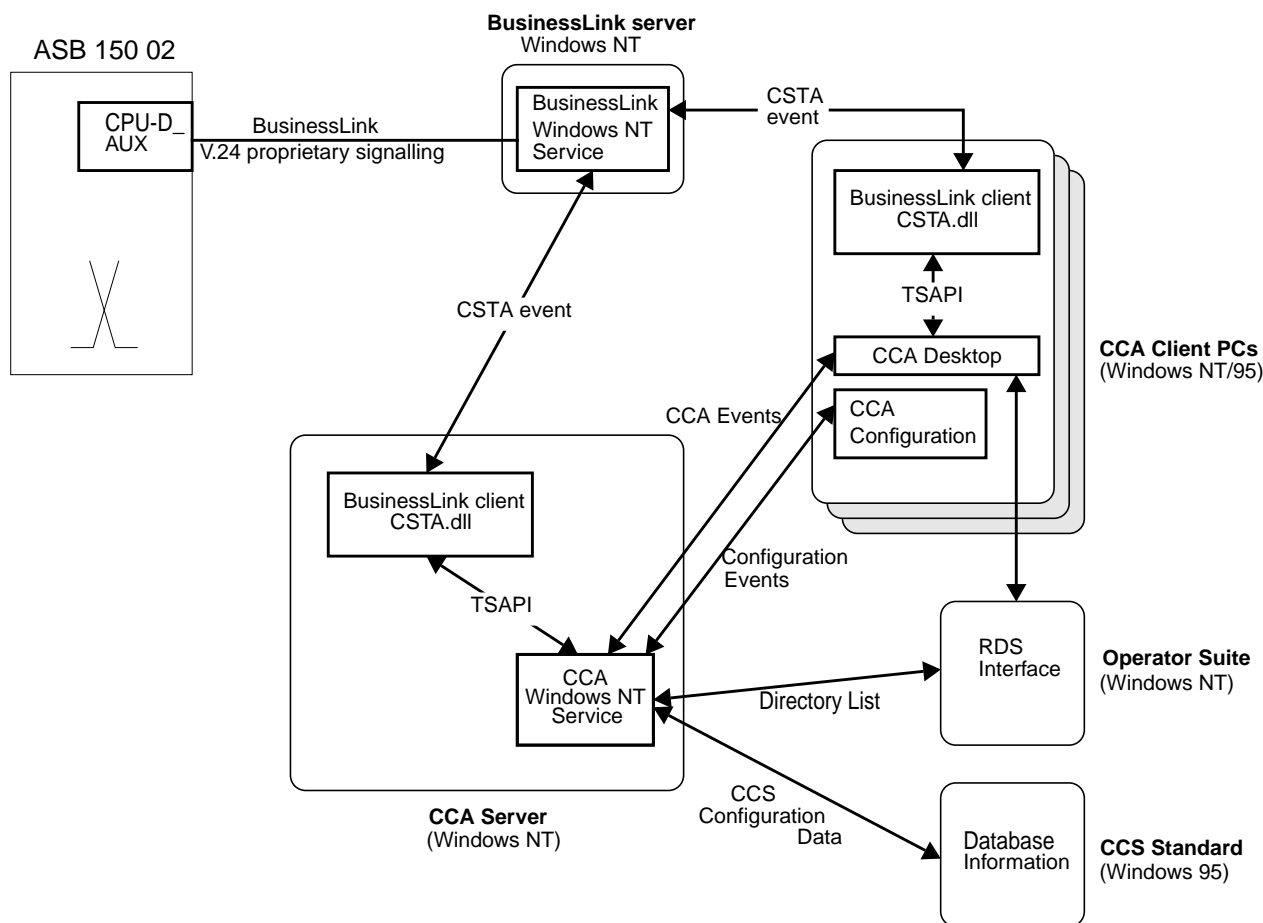 BusinessLink server
Windows NT
ASB 150 02
CPU-D_
AUX
BusinessLink
V.24 proprietary signalling
BusinessLink
Windows NT
Service
CSTA
event
BusinessLink client
CSTA.dll
TSAPI
CCA Desktop
CCA
Configuration
CCA Client PCs
(Windows NT/95)
CSTA event
CCA Events
BusinessLink client
CSTA.dll
Configuration
Events
TSAPI
CCA
Windows NT
Service
Directory List
RDS
Interface
Operator Suite
(Windows NT)
CCA Server
(Windows NT)
CCS
Configuration
Data
Database
Information
CCS Standard
(Windows 95)